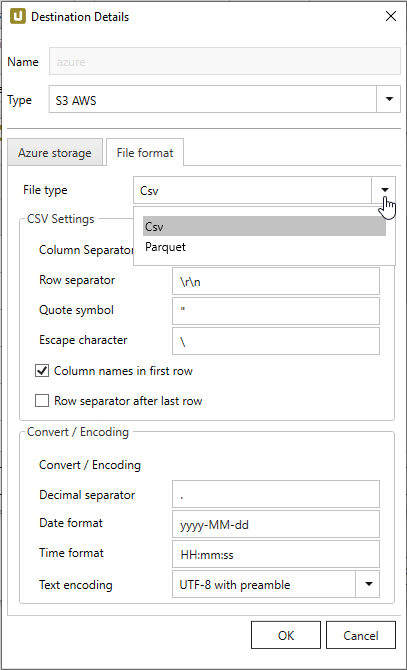 Destination Details
Name azure
Type S3 AWS
Azure storage File format
File type Csv
Csv
Parquet
CSV Settings
Column Separator
Row separator \r\n
Quote symbol "
Escape character \
Column names in first row
Row separator after last row
Convert / Encoding
Convert / Encoding
Decimal separator .
Date format yyyy-MM-dd
Time format HH:mm:ss
Text encoding UTF-8 with preamble
OK Cancel